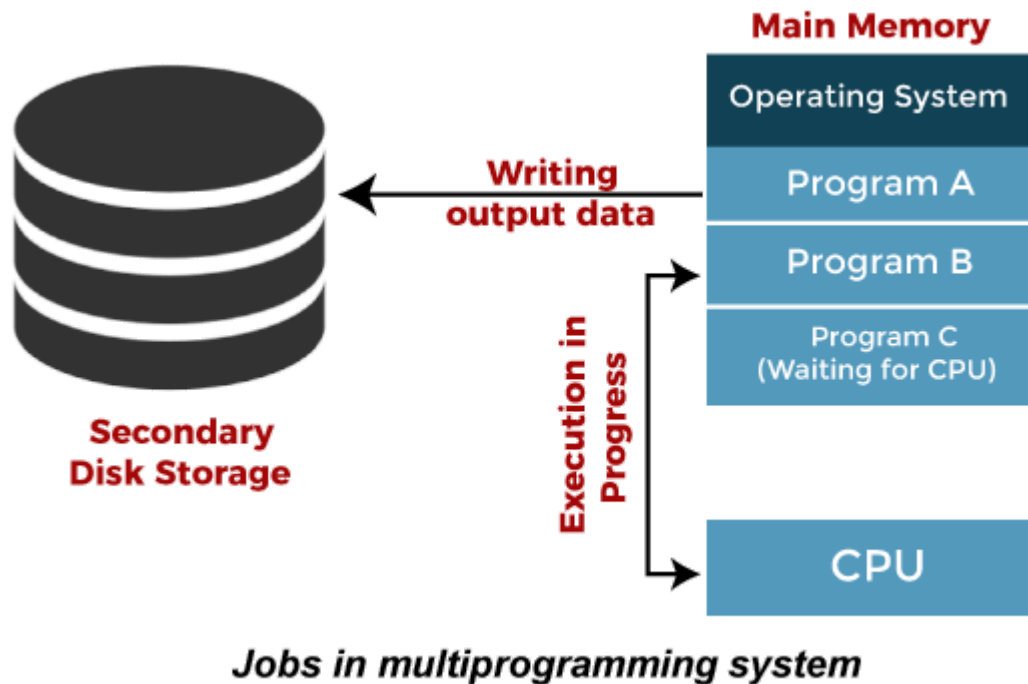 Main Memory
Operating System
Program A
Writing
output data
Program B
Program C
(Waiting for CPU)
Execution in
Progress
Secondary
Disk Storage
CPU
Jobs in multiprogramming system